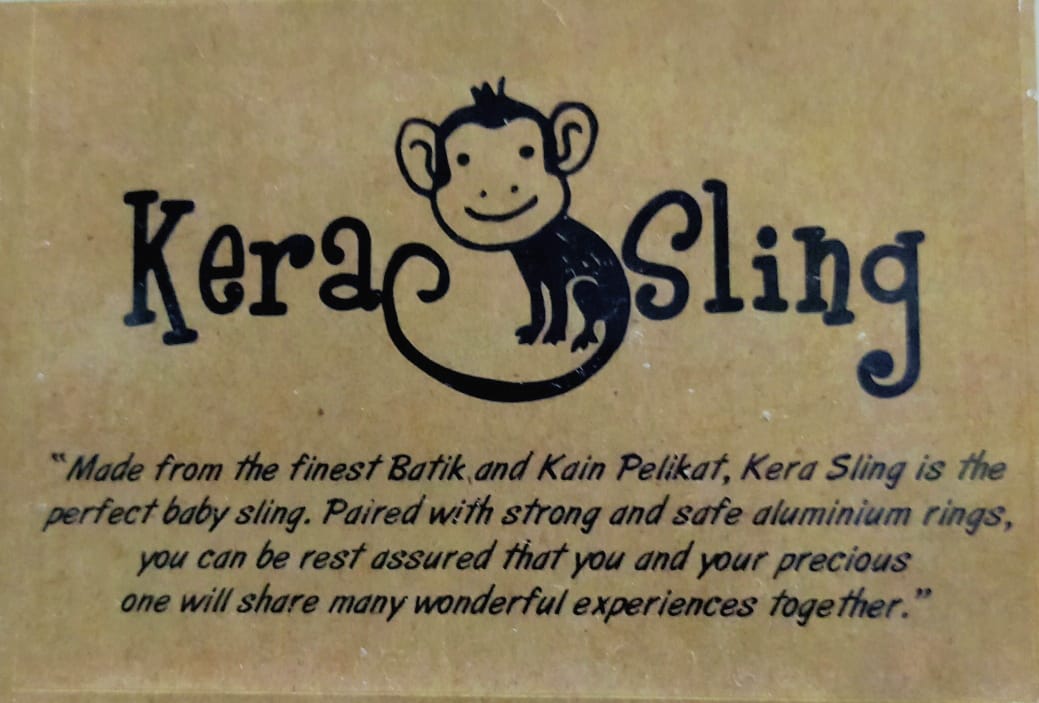 Kera Sling
"Made from the finest Batik and Kain Pelikat, Kera Sling is the
perfect baby sling. Paired with strong and safe aluminium rings,
you can be rest assured that you and your precious
one will share many wonderful experiences together."